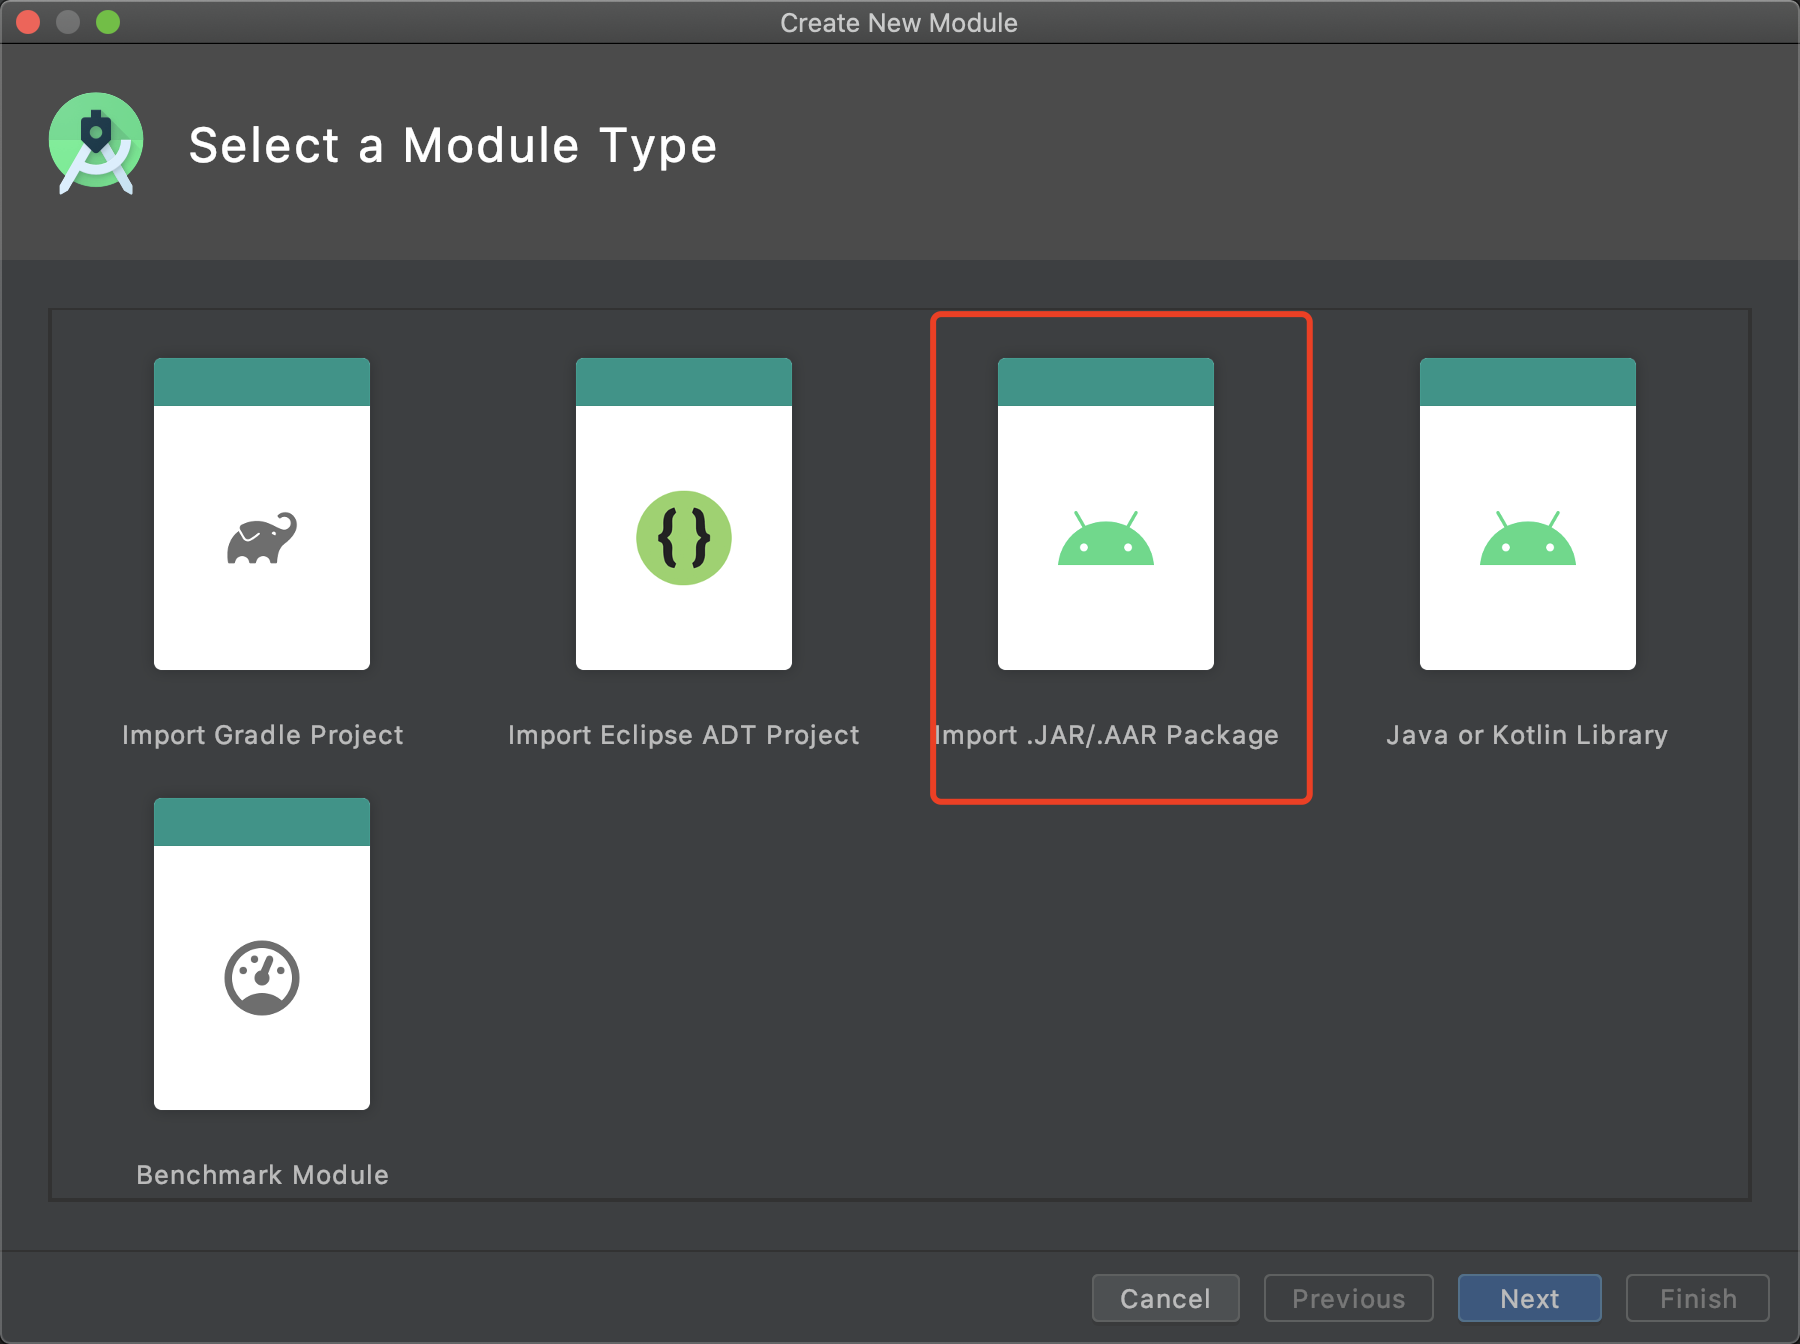 Create New Module
Select a Module Type
Import Gradle Project
Import Eclipse ADT Project
Import .JAR/.AAR Package
Java or Kotlin Library
Benchmark Module
Cancel
Previous
Next
Finish